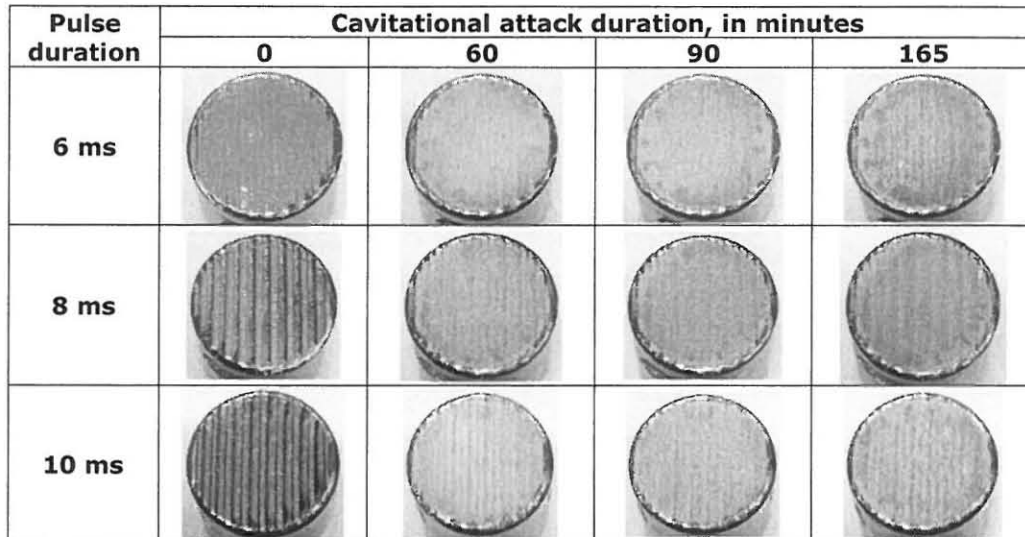 Pulse duration
Cavitational attack duration, in minutes
0 60 90 165
6 ms
8 ms
10 ms